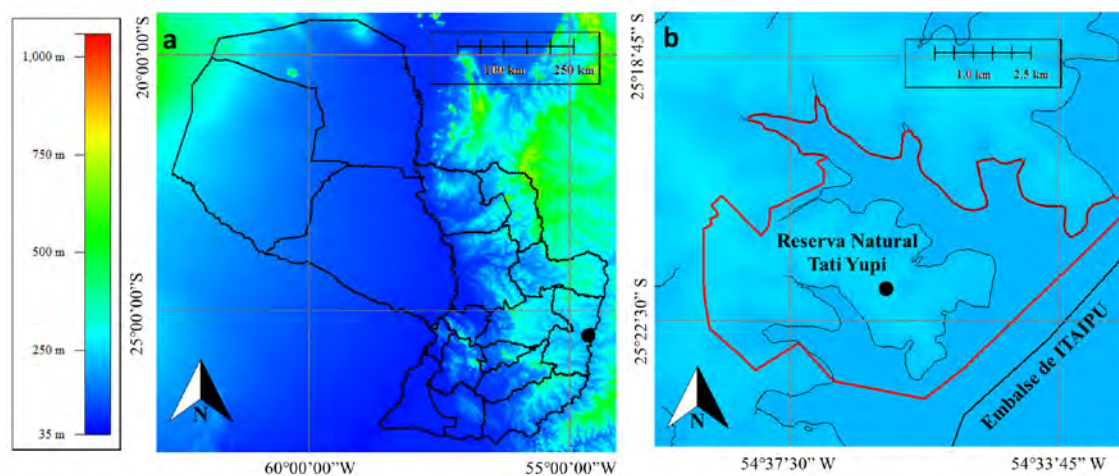 1,000 m
750 m
500 m
250 m
35 m
a
100 km
250 km
20°00'00"S
25°00'00"S
N
60°00'00"W
55°00'00"W
b
1.0 km
2.5 km
25°18'45" S
25°22'30" S
Reserva Natural
Tati Yupi
Embalse de ITAIPU
N
54°37'30" W
54°33'45" W